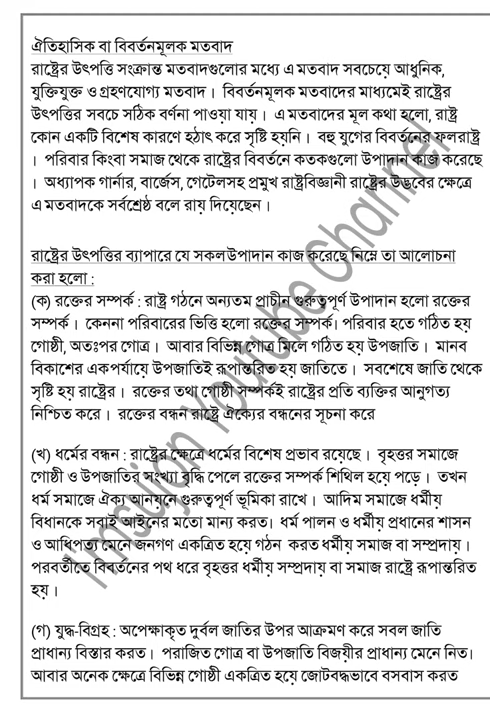 ঐতিহাসিক বা বিবর্তনমূলক মতবাদ
রাষ্ট্রের উৎপত্তি সংক্রান্ত মতবাদগুলোর মধ্যে এ মতবাদ সবচেয়ে আধুনিক,
যুক্তিযুক্ত ও গ্রহণযোগ্য মতবাদ। বিবর্তনমূলক মতবাদের মাধ্যমেই রাষ্ট্রের
উৎপত্তির সবচে সঠিক বর্ণনা পাওয়া যায়। এ মতবাদের মূল কথা হলো, রাষ্ট্র
কোন একটি বিশেষ কারণে হঠাৎ করে সৃষ্টি হয়নি। বহু যুগের বিবর্তনের ফলরাষ্ট্র
। পরিবার কিংবা সমাজ থেকে রাষ্ট্রের বিবর্তনে কতকগুলো উপাদান কাজ করেছে
। অধ্যাপক গার্নার, বার্জেস, গেটেলসহ প্রমুখ রাষ্ট্রবিজ্ঞানী রাষ্ট্রের উদ্ভবের ক্ষেত্রে
এ মতবাদকে সর্বশ্রেষ্ঠ বলে রায় দিয়েছেন।
রাষ্ট্রের উৎপত্তির ব্যাপারে যে সকলউপাদান কাজ করেছে নিম্নে তা আলোচনা
করা হলো :
(ক) রক্তের সম্পর্ক : রাষ্ট্র গঠনে অন্যতম প্রাচীন গুরুত্বপূর্ণ উপাদান হলো রক্তের
সম্পর্ক। কেননা পরিবারের ভিত্তি হলো রক্তের সম্পর্ক। পরিবার হতে গঠিত হয়
গোষ্ঠী, অতঃপর গোত্র। আবার বিভিন্ন গোত্র মিলে গঠিত হয় উপজাতি। মানব
বিকাশের একপর্যায়ে উপজাতিই রূপান্তরিত হয় জাতিতে। সবশেষে জাতি থেকে
সৃষ্টি হয় রাষ্ট্রের। রক্তের তথা গোষ্ঠী সম্পর্কই রাষ্ট্রের প্রতি ব্যক্তির আনুগত্য
নিশ্চিত করে। রক্তের বন্ধন রাষ্ট্রে ঐক্যের বন্ধনের সূচনা করে
(খ) ধর্মের বন্ধন : রাষ্ট্রের ক্ষেত্রে ধর্মের বিশেষ প্রভাব রয়েছে। বৃহত্তর সমাজে
গোষ্ঠী ও উপজাতির সংখ্যা বৃদ্ধি পেলে রক্তের সম্পর্ক শিথিল হয়ে পড়ে। তখন
ধর্ম সমাজে ঐক্য আনয়নে গুরুত্বপূর্ণ ভূমিকা রাখে। আদিম সমাজে ধর্মীয়
বিধানকে সবাই আইনের মতো মান্য করত। ধর্ম পালন ও ধর্মীয় প্রধানের শাসন
ও আধিপত্য মেনে জনগণ একত্রিত হয়ে গঠন করত ধর্মীয় সমাজ বা সম্প্রদায়।
পরবর্তীতে বিবর্তনের পথ ধরে বৃহত্তর ধর্মীয় সম্প্রদায় বা সমাজ রাষ্ট্রে রূপান্তরিত
হয়।
(গ) যুদ্ধ-বিগ্রহ : অপেক্ষাকৃত দুর্বল জাতির উপর আক্রমণ করে সবল জাতি
প্রাধান্য বিস্তার করত। পরাজিত গোত্র বা উপজাতি বিজয়ীর প্রাধান্য মেনে নিত।
আবার অনেক ক্ষেত্রে বিভিন্ন গোষ্ঠী একত্রিত হয়ে জোটবদ্ধভাবে বসবাস করত
Imsujan Youtube Channel